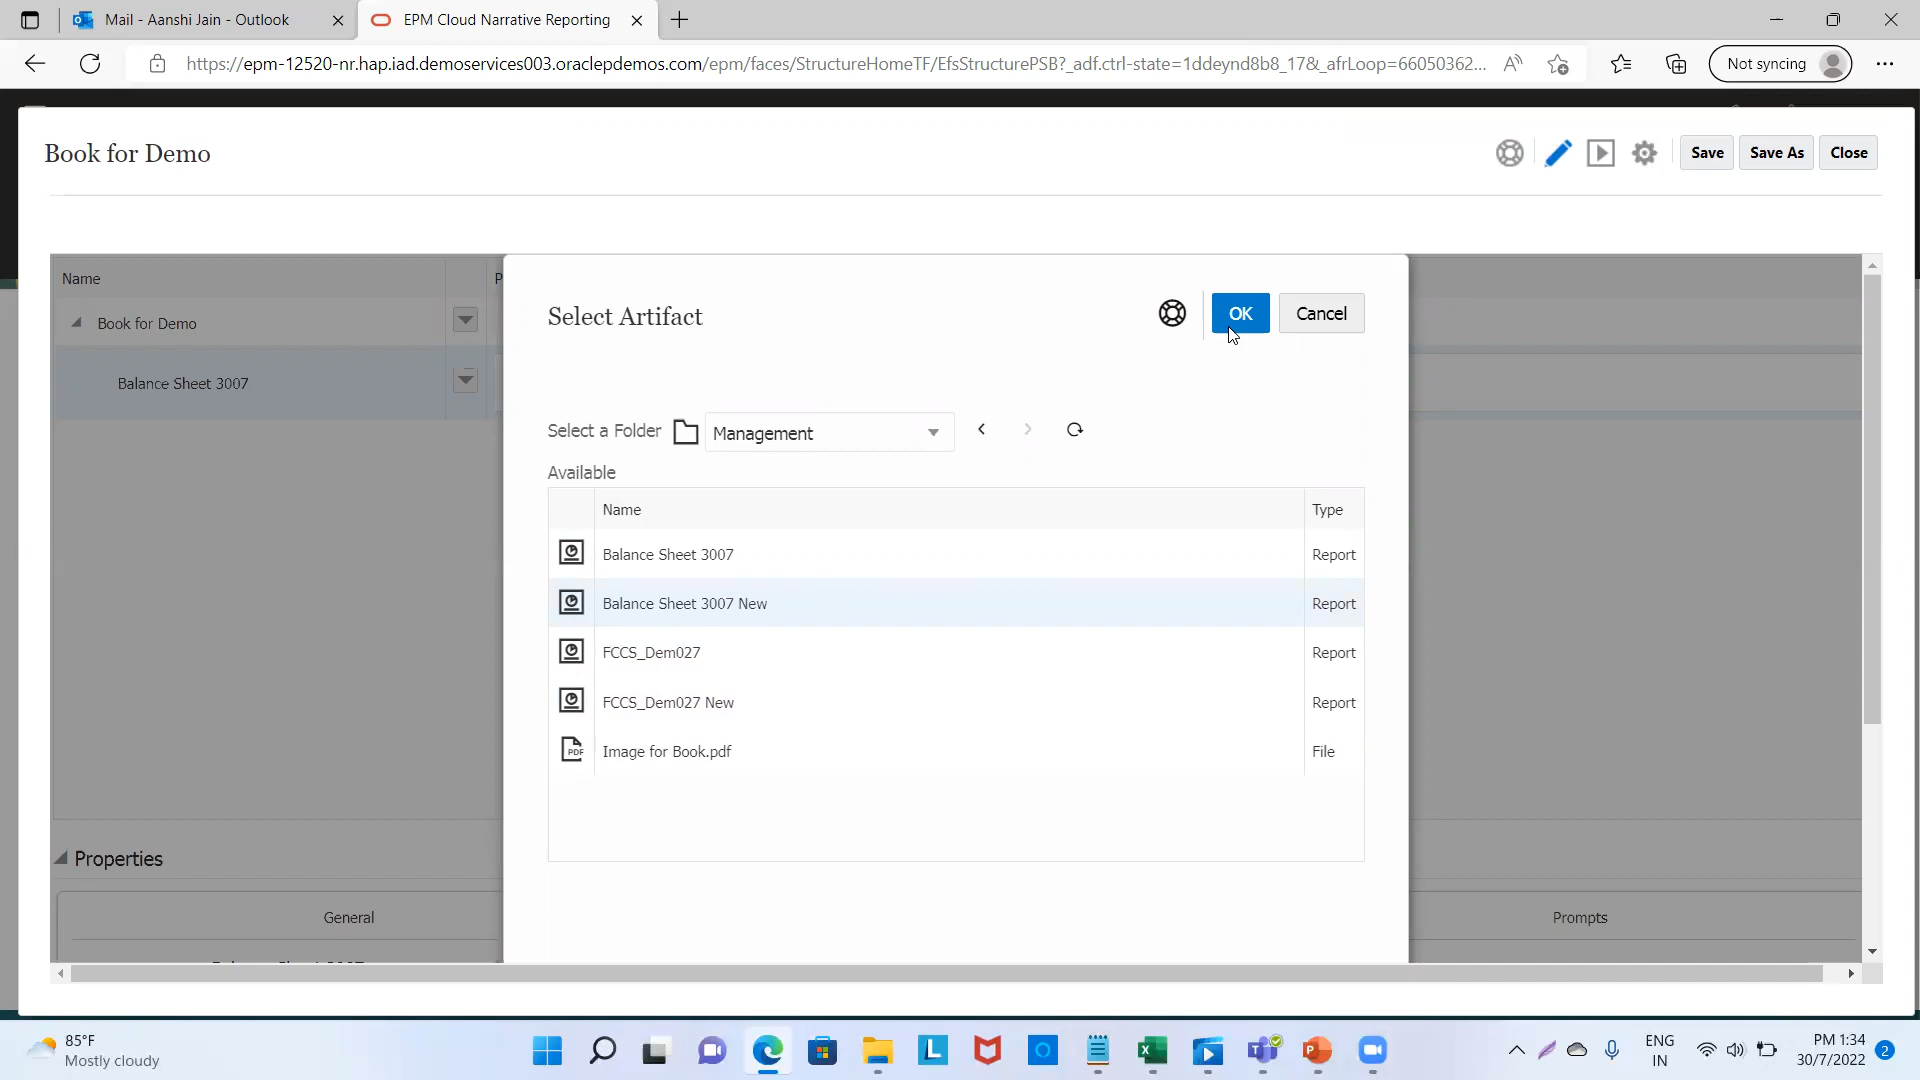 Mail - Aanshi Jain - Outlook
EPM Cloud Narrative Reporting
https://epm-12520-nr.hap.iad.demoservices003.oraclepdemos.com/epm/faces/StructureHomeTF/EfsStructurePSB?_adf.ctrl-state=1ddeynd8b8_17&_afrLoop=66050362...
Not syncing
Book for Demo
Save
Save As
Close
Name
Book for Demo
Balance Sheet 3007
Select Artifact
OK
Cancel
Select a Folder
Management
Available
Name
Type
Balance Sheet 3007
Report
Balance Sheet 3007 New
Report
FCCS_Dem027
Report
FCCS_Dem027 New
Report
PDF
Image for Book.pdf
File
Properties
General
Prompts
85°F
Mostly cloudy
ENG
IN
PM 1:34
30/7/2022
2